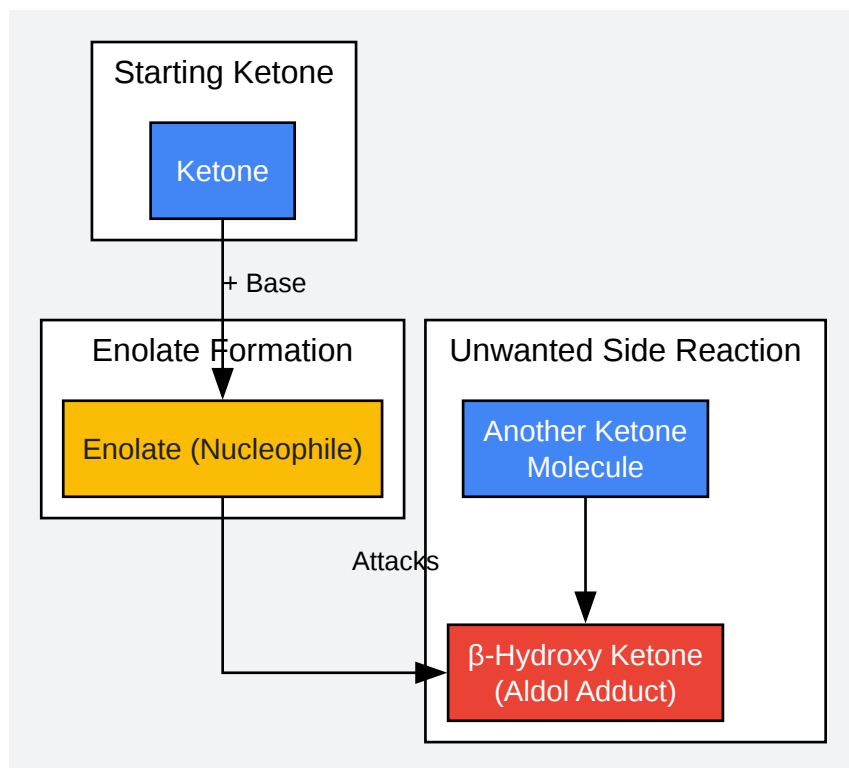 Starting Ketone
Ketone
+ Base
Enolate Formation
Enolate (Nucleophile)
Unwanted Side Reaction
Another Ketone
Molecule
Attacks
β-Hydroxy Ketone
(Aldol Adduct)